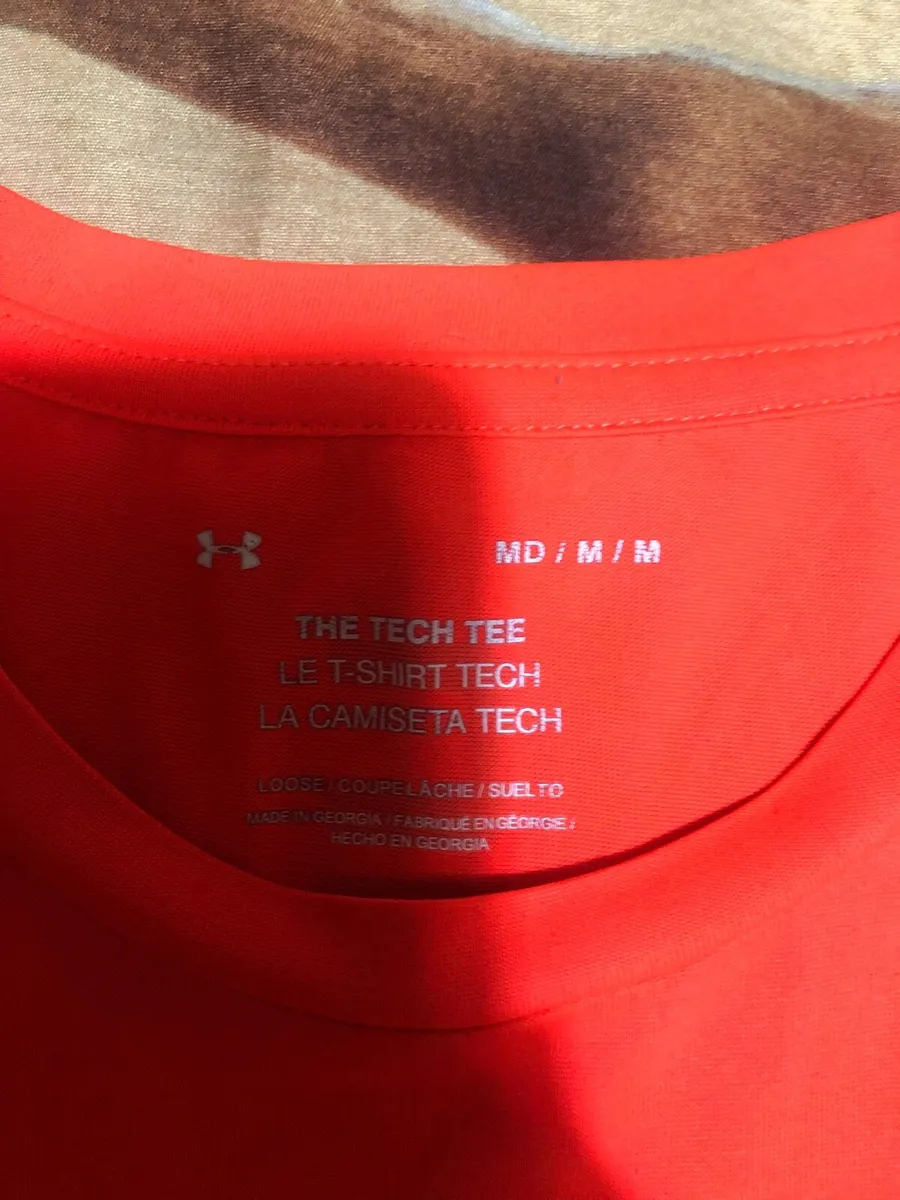 MD / M / M
THE TECH TEE
LE T-SHIRT TECH
LA CAMISETA TECH
LOOSE / COUPE LÂCHE / SUELTO
MADE IN GEORGIA / FABRIQUÉ EN GÉORGIE /
HECHO EN GEORGIA